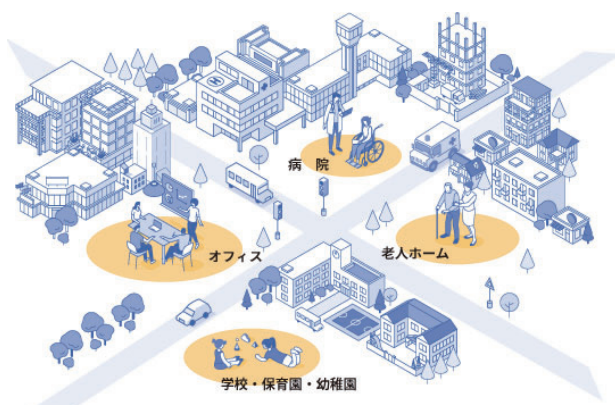 病　院
オフィス
老人ホーム
学校・保育園・幼稚園